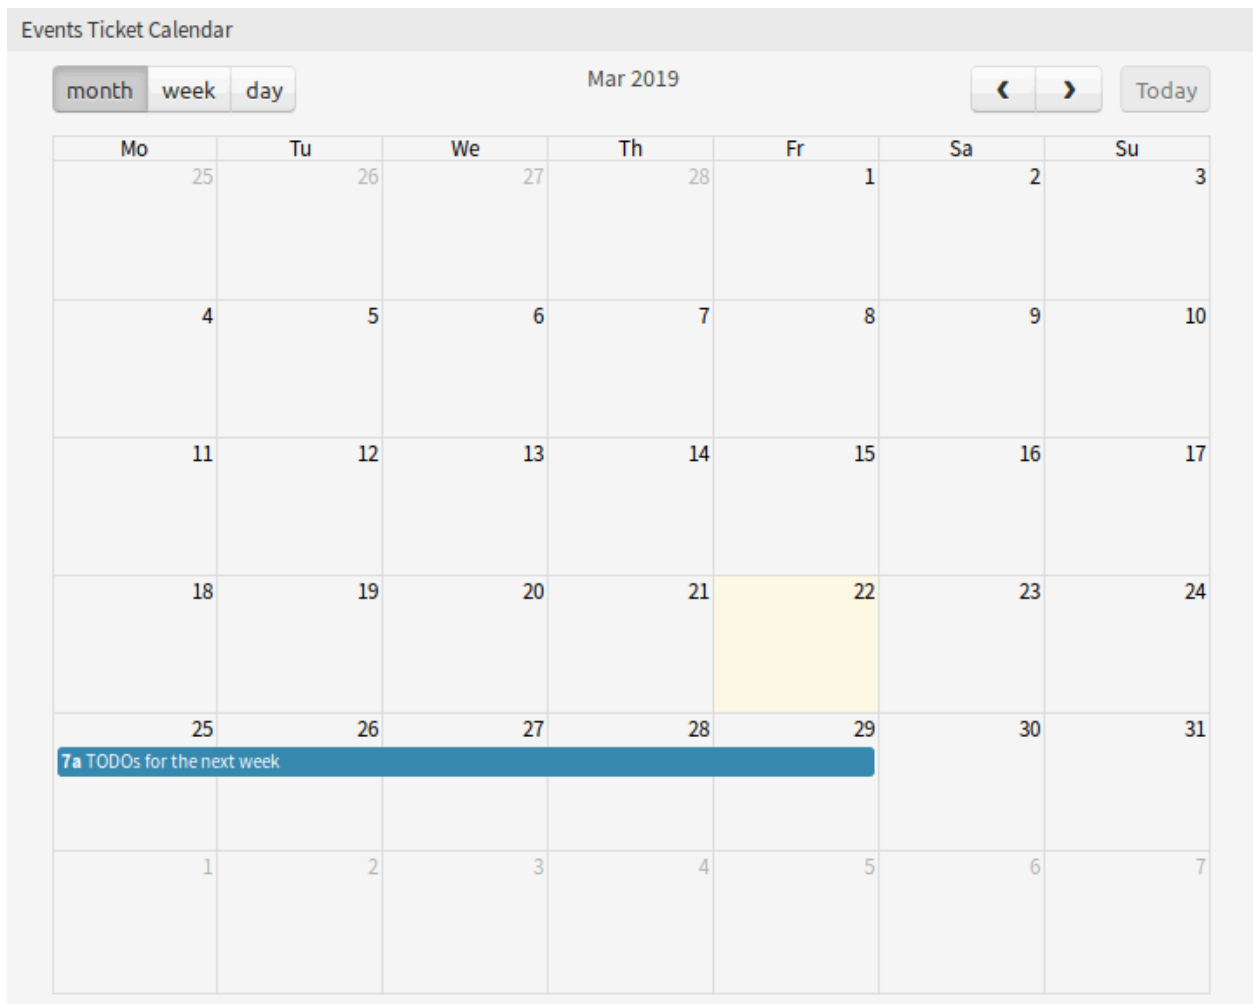 Events Ticket Calendar
month week day Mar 2019 ‹ › Today
Mo Tu We Th Fr Sa Su
25 26 27 28 1 2 3
4 5 6 7 8 9 10
11 12 13 14 15 16 17
18 19 20 21 22 23 24
25 26 27 28 29 30 31
7a TODOs for the next week
1 2 3 4 5 6 7